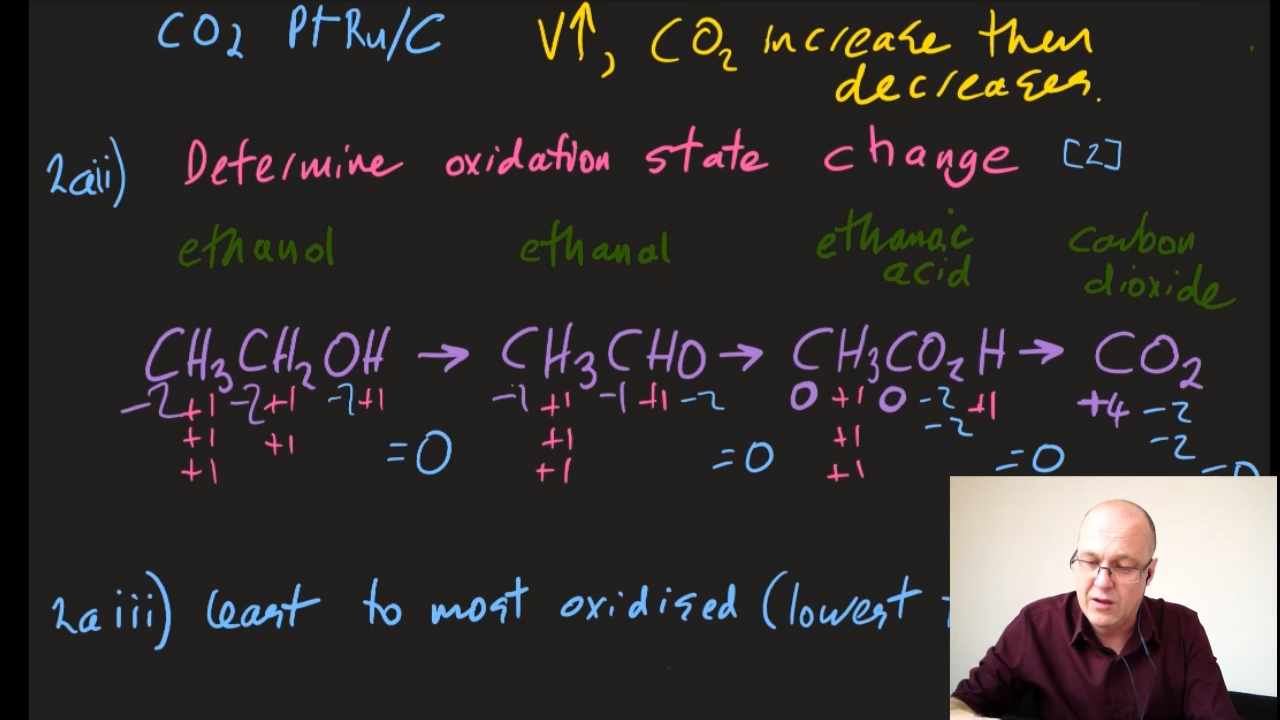 CO2 Pt Ru/C V↑, CO2 increase then
decreases.
2aii) Determine oxidation state change [2]
ethanol ethanal ethanoic acid carbon dioxide
CH3CH2OH → CH3CHO → CH3CO2H → CO2
-2 +1 -2 +1 -2 +1 -1 +1 -1 +1 -2 0 +1 0 -2 +1 +4 -2
+1 +1 +1 +1 -2 -2
+1 =0 +1 =0 +1 =0 =0
2aiii) least to most oxidised (lowest